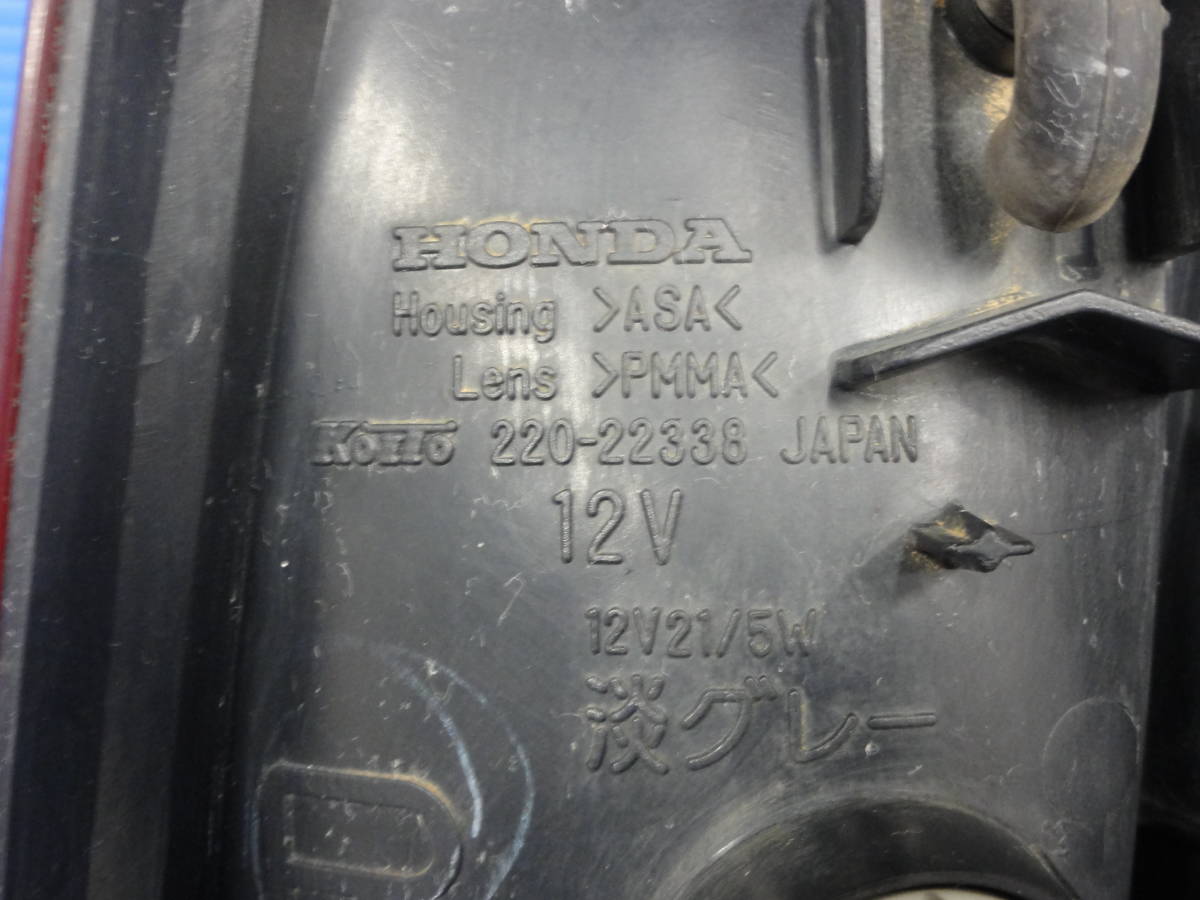 HONDA
Housing >ASA<
Lens >PMMA<
KOITO 220-22338 JAPAN
12V
12V21/5W
淡グレー